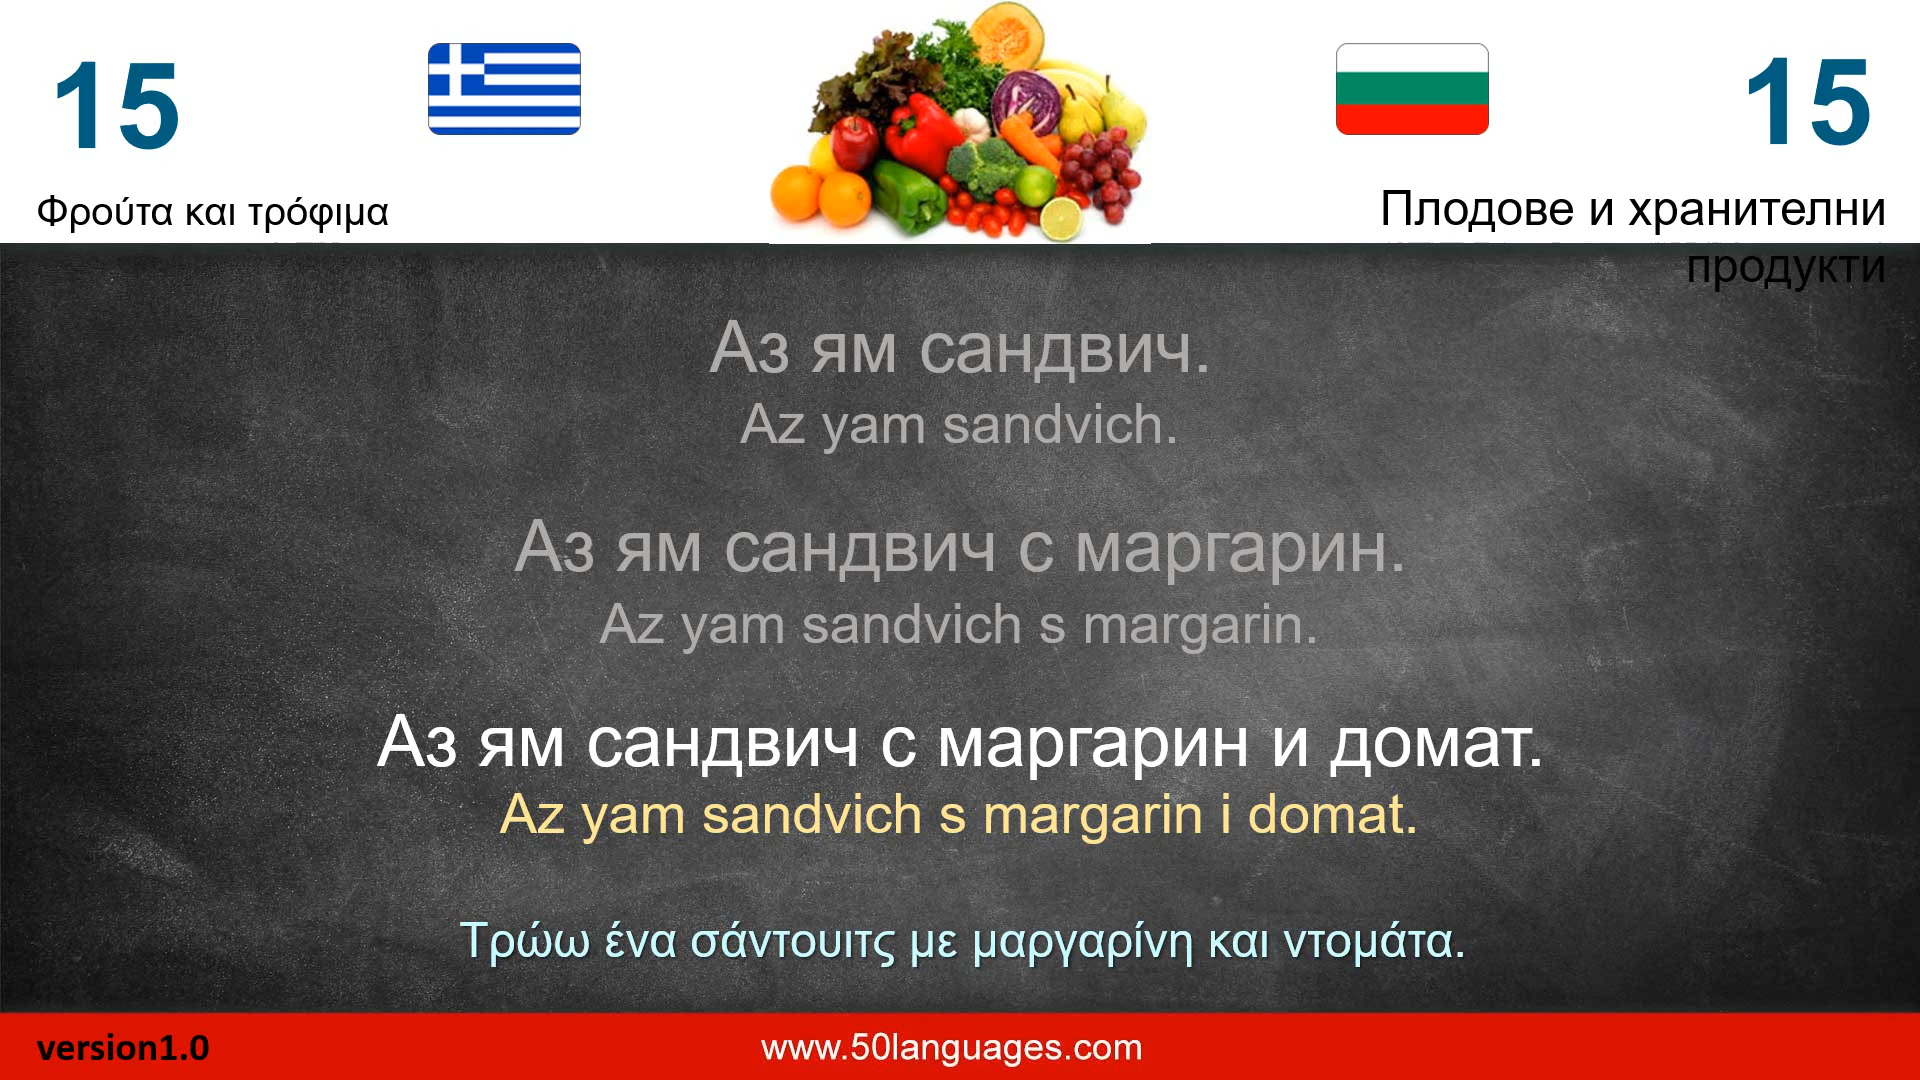 15
15
Φρούτα και τρόφιμα
Плодове и хранителни
продукти
Аз ям сандвич.
Az yam sandvich.
Аз ям сандвич с маргарин.
Az yam sandvich s margarin.
Аз ям сандвич с маргарин и домат.
Az yam sandvich s margarin i domat.
Τρώω ένα σάντουιτς με μαργαρίνη και ντομάτα.
version1.0
www.50languages.com